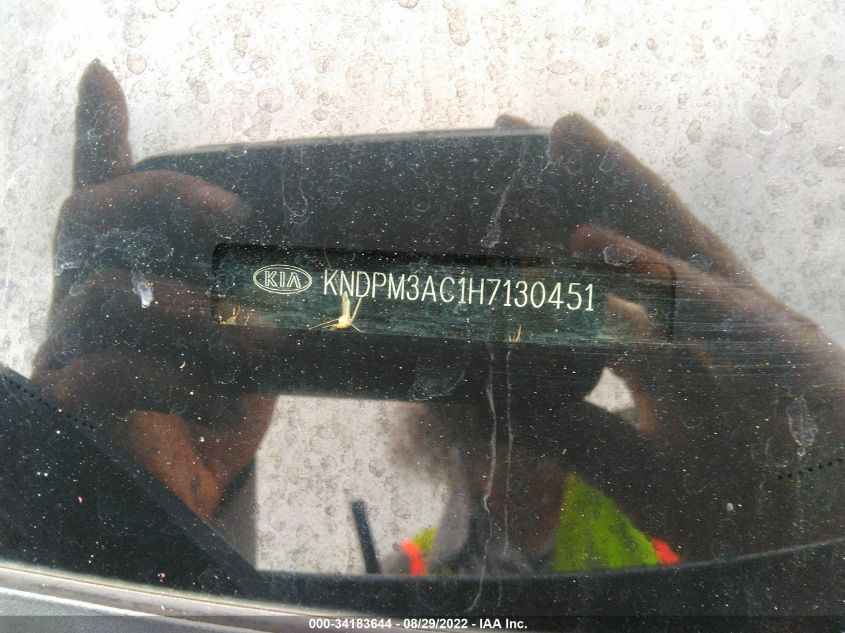 KIA KNDPM3AC1H7130451
000-34183644 - 08/29/2022 - IAA Inc.